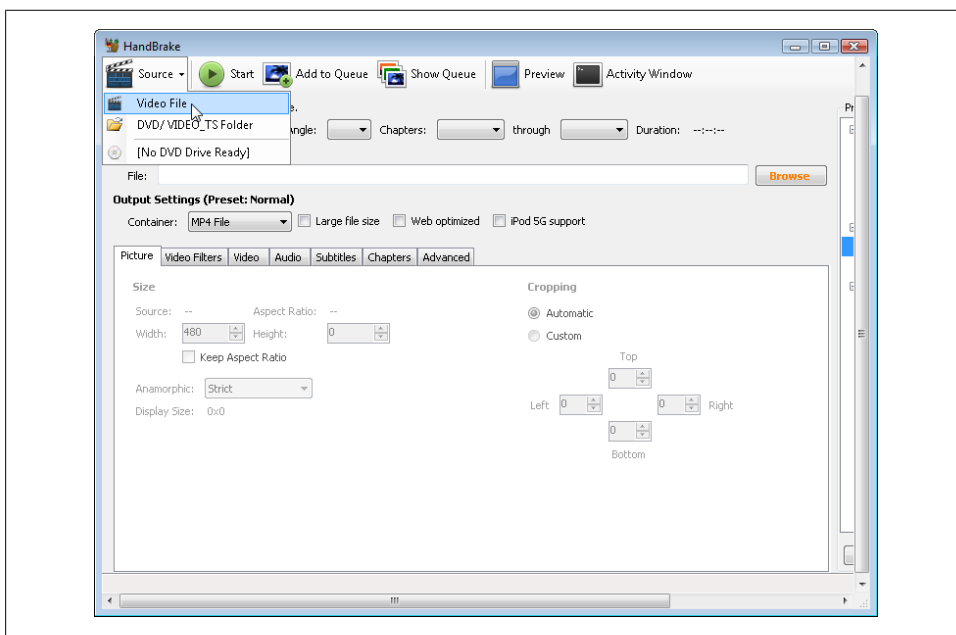 HandBrake
Source Start Add to Queue Show Queue Preview Activity Window
Video File
DVD/ VIDEO_TS Folder Angle: Chapters: through Duration: --:--:--
[No DVD Drive Ready]
File: Browse
Output Settings (Preset: Normal)
Container: MP4 File Large file size Web optimized iPod 5G support
Picture Video Filters Video Audio Subtitles Chapters Advanced
Size Cropping
Source: -- Aspect Ratio: -- Automatic
Width: 480 Height: 0 Custom
Keep Aspect Ratio Top
0
Anamorphic: Strict
Left 0 0 Right
Display Size: 0x0
0
Bottom